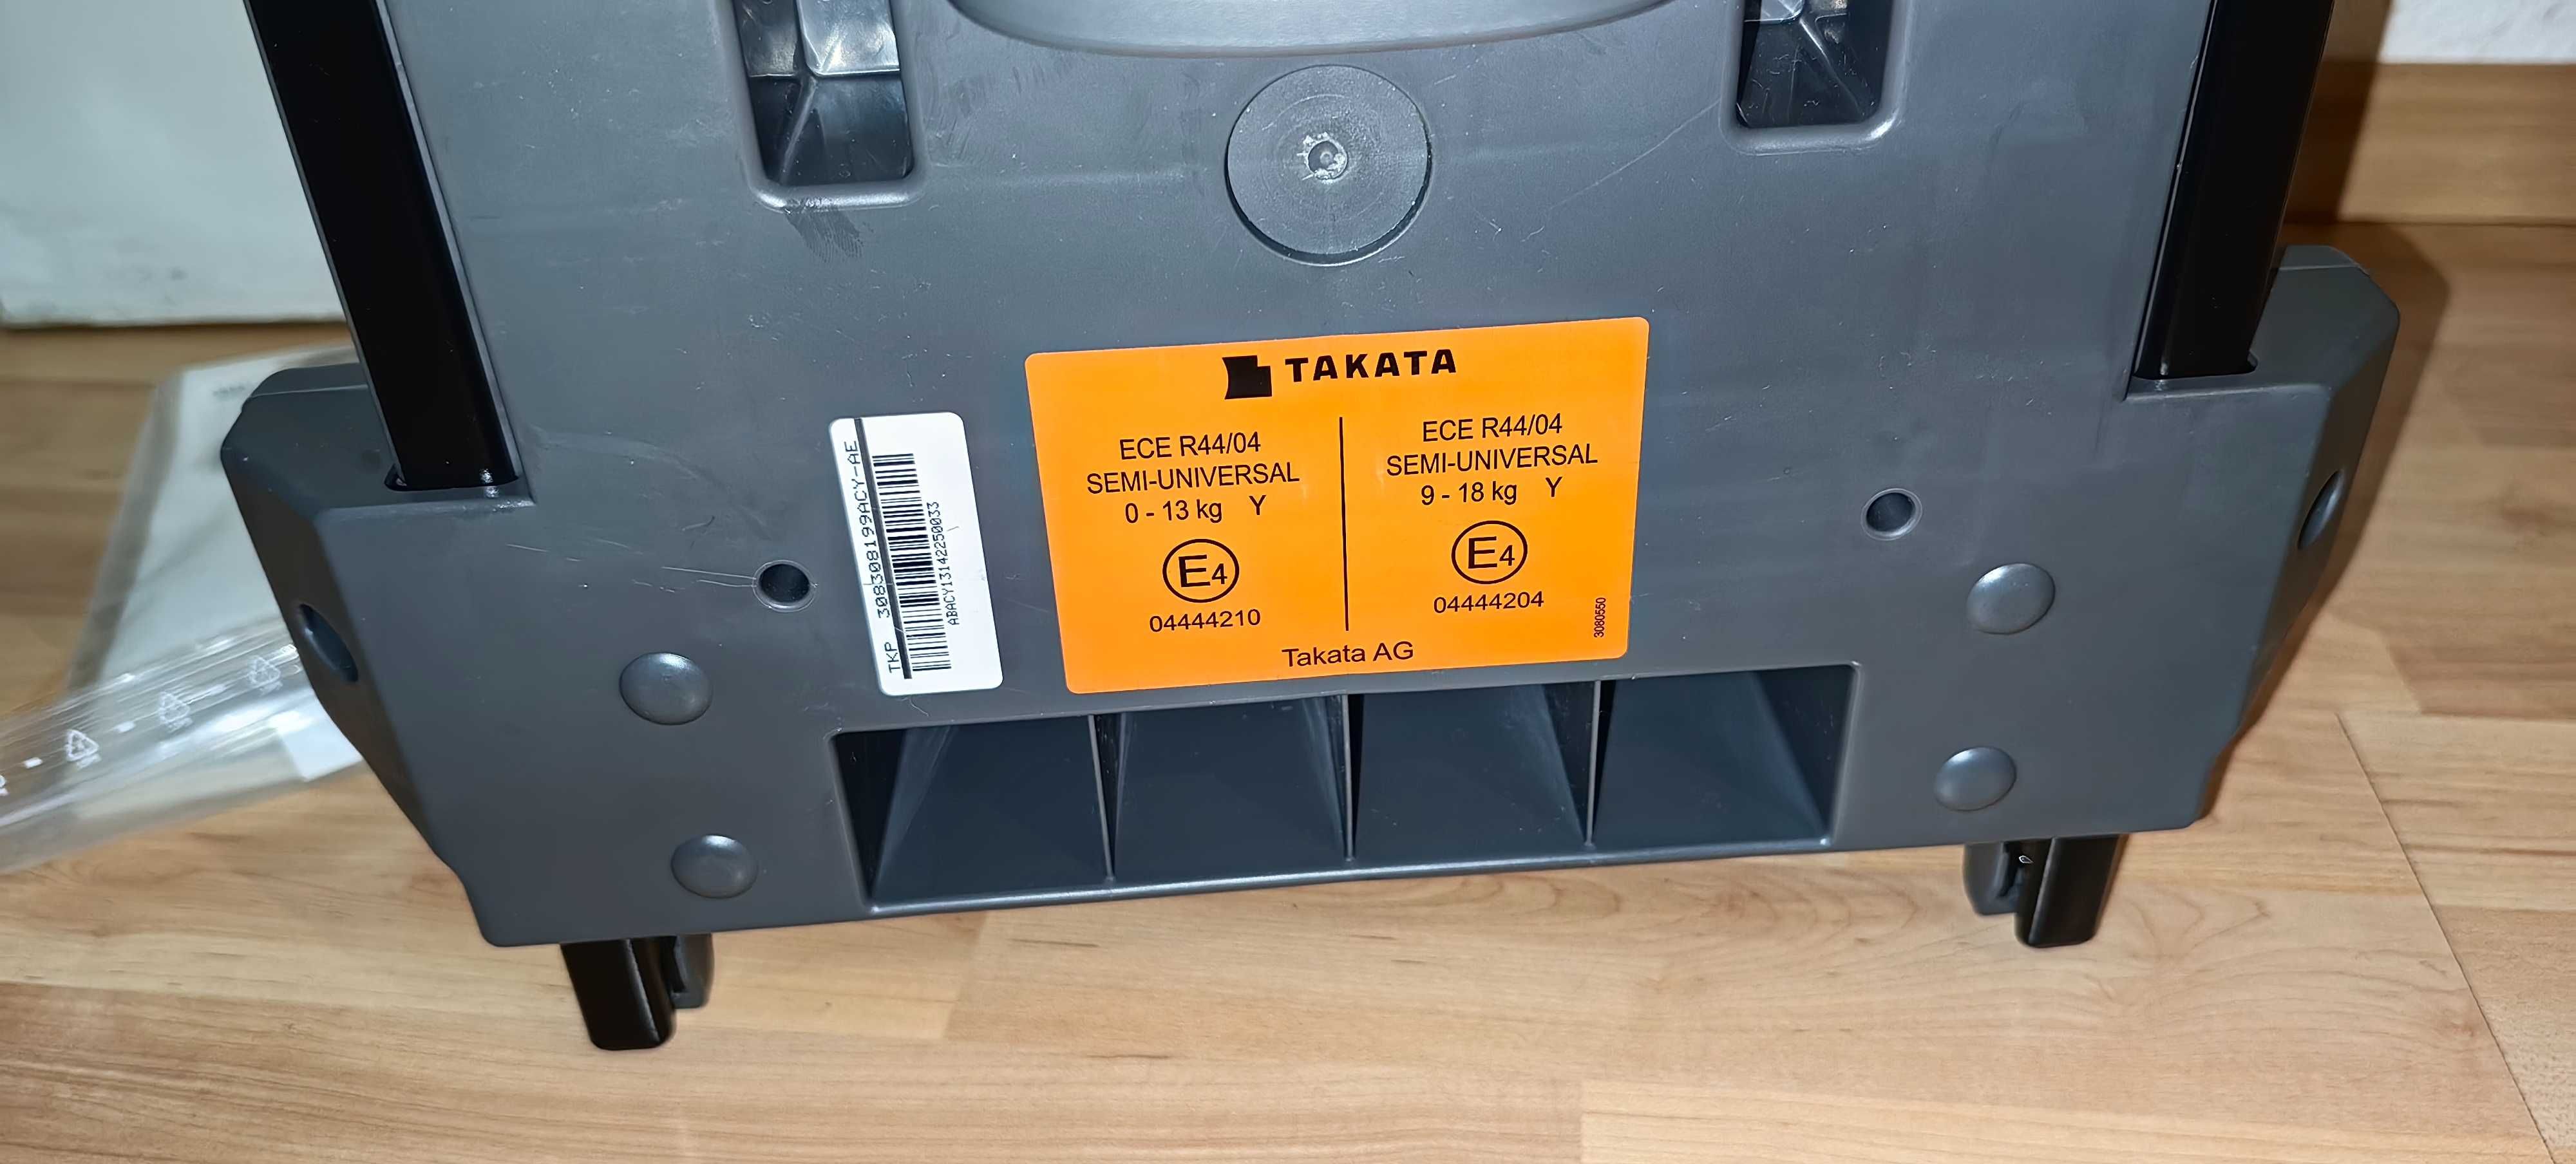 TAKATA
ECE R44/04
SEMI-UNIVERSAL
0 - 13 kg Y
E4
04444210
ECE R44/04
SEMI-UNIVERSAL
9 - 18 kg Y
E4
04444204
3080550
Takata AG
TKP 308308199ACY-AE
ABACY13142250033